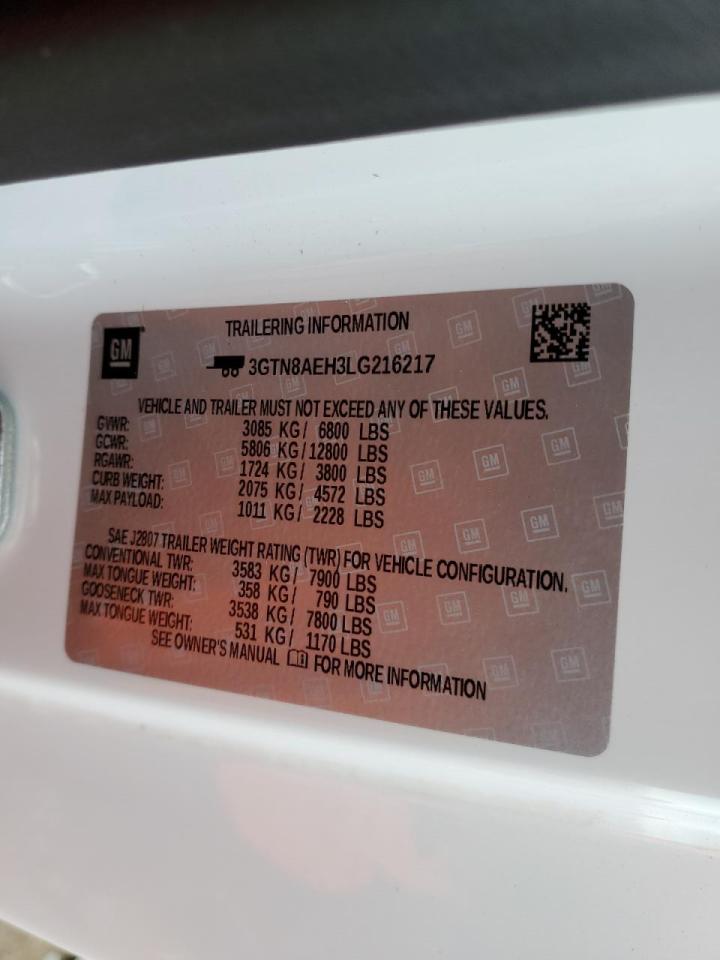 GM TRAILERING INFORMATION
3GTN8AEH3LG216217
VEHICLE AND TRAILER MUST NOT EXCEED ANY OF THESE VALUES.
GVWR: 3085 KG/ 6800 LBS
GCWR: 5806 KG/12800 LBS
RGAWR: 1724 KG/ 3800 LBS
CURB WEIGHT: 2075 KG/ 4572 LBS
MAX PAYLOAD: 1011 KG/ 2228 LBS
SAE J2807 TRAILER WEIGHT RATING (TWR) FOR VEHICLE CONFIGURATION.
CONVENTIONAL TWR: 3583 KG/ 7900 LBS
MAX TONGUE WEIGHT: 358 KG/ 790 LBS
GOOSENECK TWR: 3538 KG/ 7800 LBS
MAX TONGUE WEIGHT: 531 KG/ 1170 LBS
SEE OWNER'S MANUAL FOR MORE INFORMATION